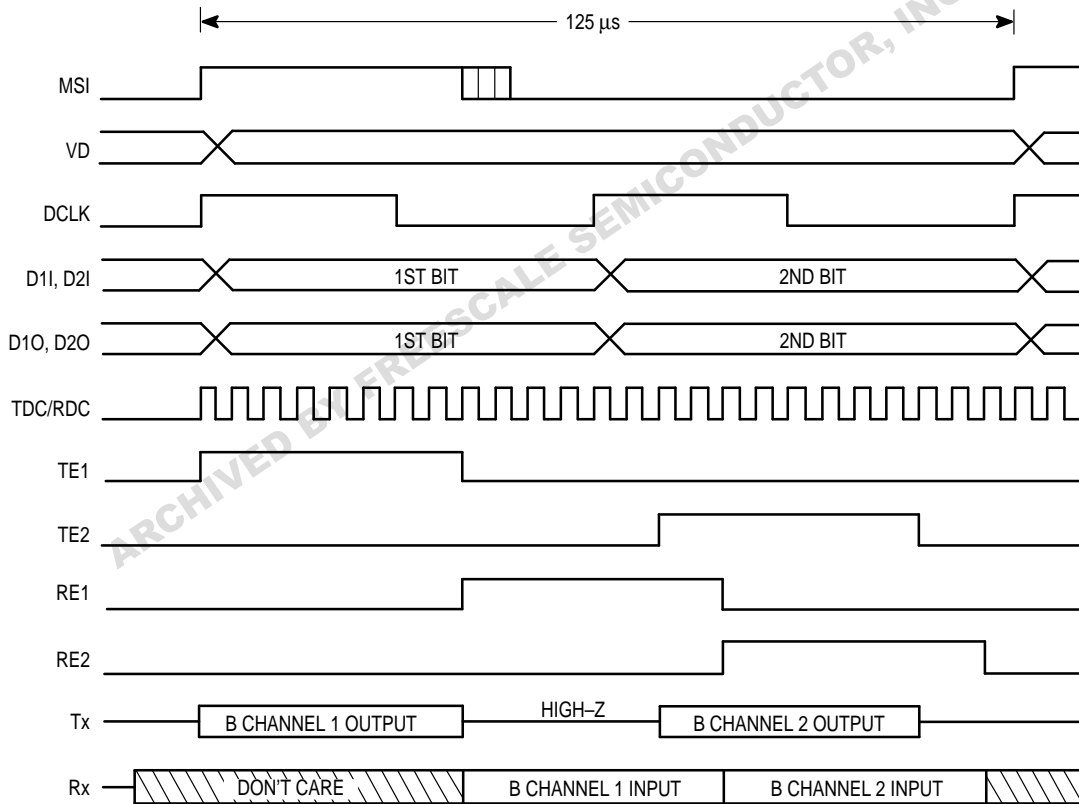 125 µs
MSI
VD
DCLK
D1I, D2I 1ST BIT 2ND BIT
D1O, D2O 1ST BIT 2ND BIT
TDC/RDC
TE1
TE2
RE1
RE2
Tx B CHANNEL 1 OUTPUT HIGH–Z B CHANNEL 2 OUTPUT
Rx DON'T CARE B CHANNEL 1 INPUT B CHANNEL 2 INPUT
ARCHIVED BY FREESCALE SEMICONDUCTOR, INC